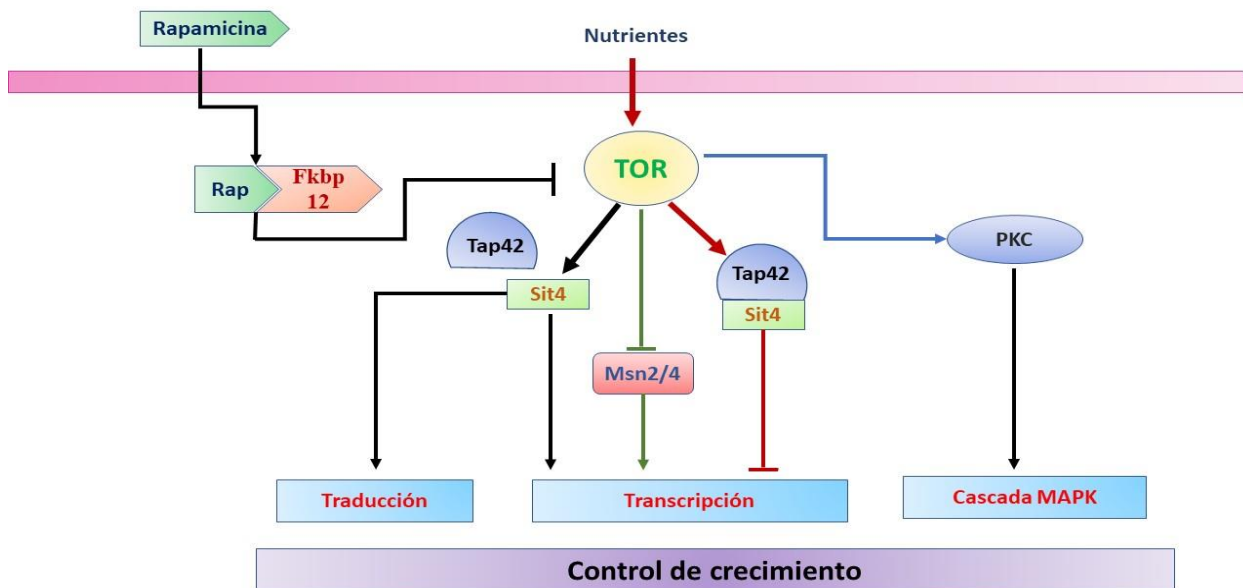 Rapamicina
Nutrientes
TOR
Rap
Fkbp
12
Tap42
Sit4
Tap42
Sit4
PKC
Msn2/4
Traducción
Transcripción
Cascada MAPK
Control de crecimiento